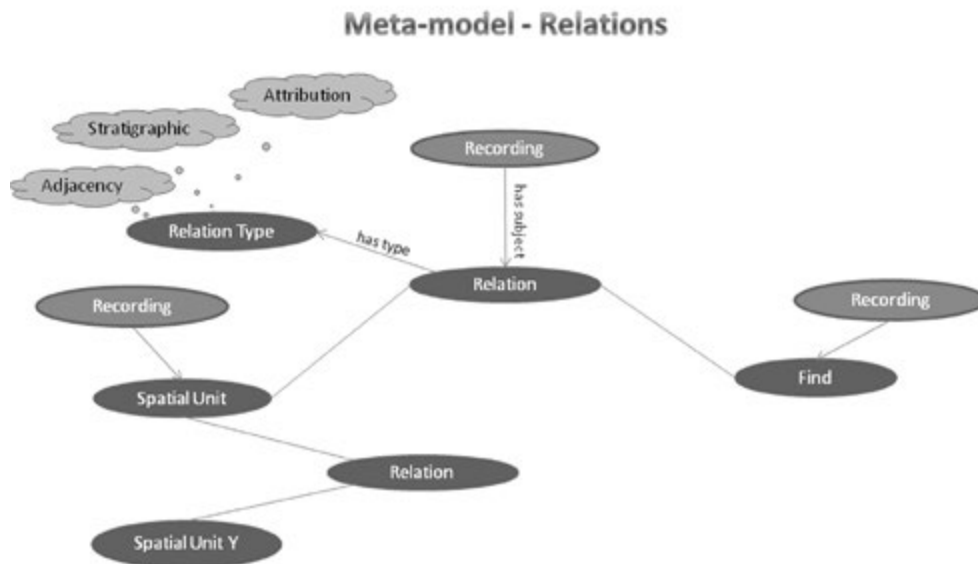 Meta-model - Relations
Attribution
Stratigraphic
Recording
Adjacency
has subject
Relation Type
has type
Relation
Recording
Recording
Find
Spatial Unit
Relation
Spatial Unit Y